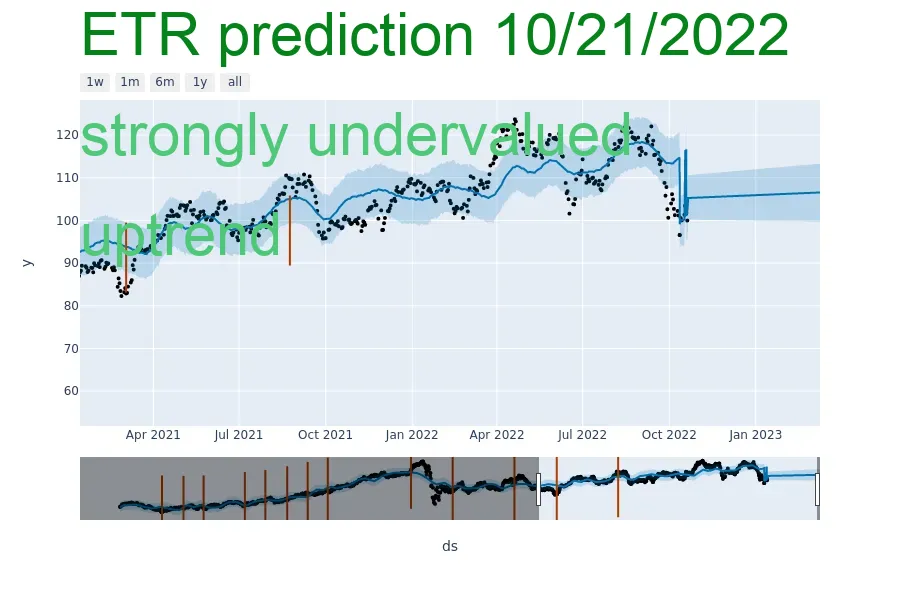 ETR prediction 10/21/2022
1w 1m 6m 1y all
strongly undervalued
uptrend
120
110
100
90
80
70
60
y
Apr 2021 Jul 2021 Oct 2021 Jan 2022 Apr 2022 Jul 2022 Oct 2022 Jan 2023
ds